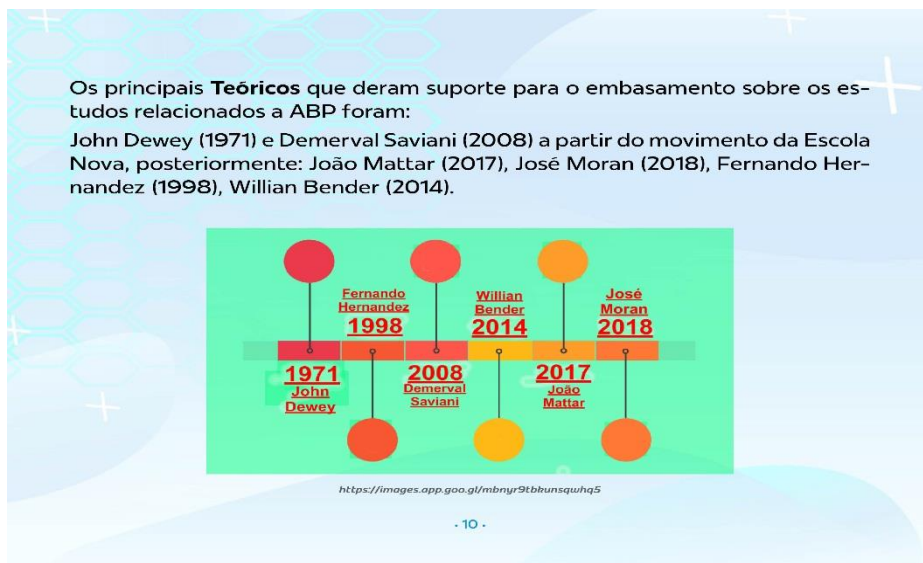 Os principais Teóricos que deram suporte para o embasamento sobre os es-
tudos relacionados a ABP foram:
John Dewey (1971) e Demerval Saviani (2008) a partir do movimento da Escola
Nova, posteriormente: João Mattar (2017), José Moran (2018), Fernando Her-
nandez (1998), Willian Bender (2014).
Fernando
Hernandez
1998
Willian
Bender
2014
José
Moran
2018
1971
John
Dewey
2008
Demerval
Saviani
2017
João
Mattar
https://images.app.goo.gl/mbnyr9tbkunsqwhq5
· 10 ·